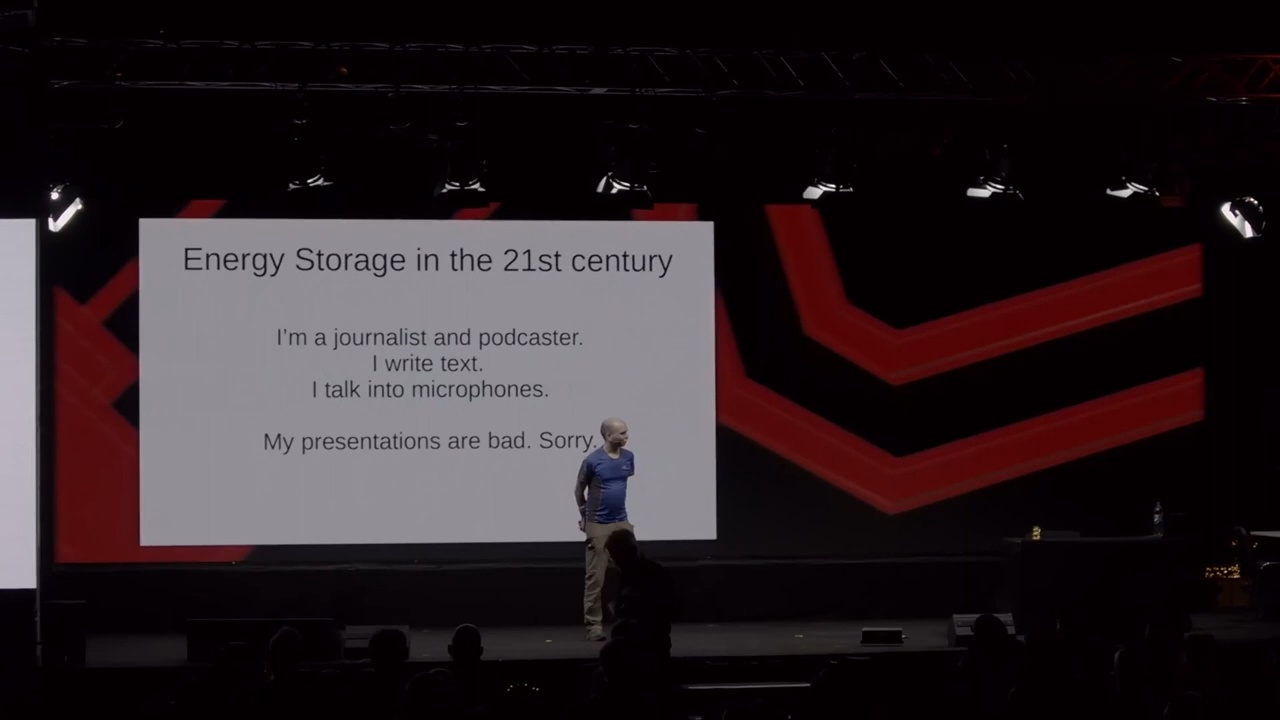 Energy Storage in the 21st century
I'm a journalist and podcaster.
I write text.
I talk into microphones.
My presentations are bad. Sorry.